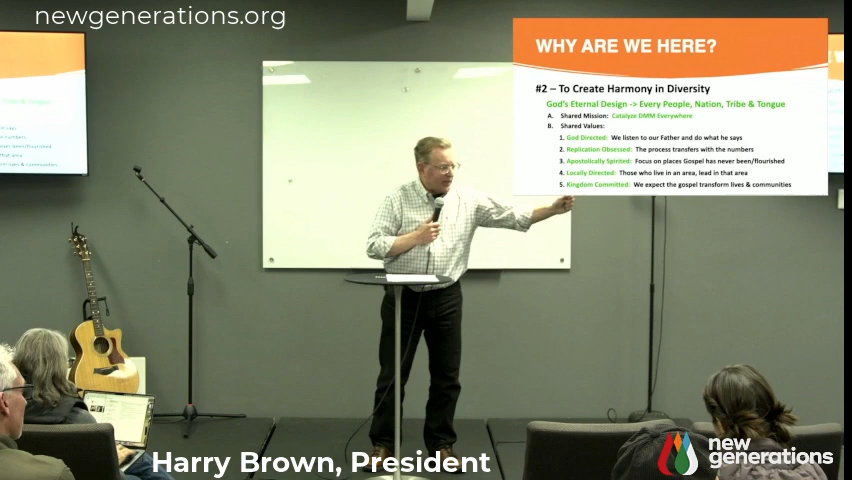 newgenerations.org
WHY ARE WE HERE?
#2 – To Create Harmony in Diversity
God's Eternal Design -> Every People, Nation, Tribe & Tongue
A. Shared Mission: Catalyze DMM Everywhere
B. Shared Values:
1. God Directed: We listen to our Father and do what he says
2. Replication Obsessed: The process transfers with the numbers
3. Apostolically Spirited: Focus on places Gospel has never been/flourished
4. Locally Directed: Those who live in an area, lead in that area
5. Kingdom Committed: We expect the gospel transform lives & communities
Harry Brown, President
new
generations